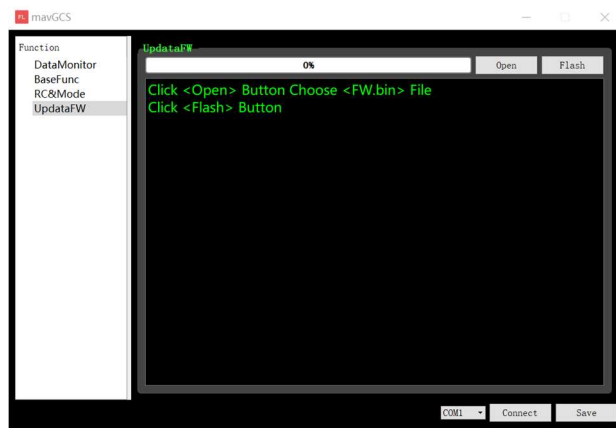 FL mavGCS
Function
DataMonitor
BaseFunc
RC&Mode
UpdataFW
UpdataFW
0%
Open
Flash
Click <Open> Button Choose <FW.bin> File
Click <Flash> Button
COM1
Connect
Save